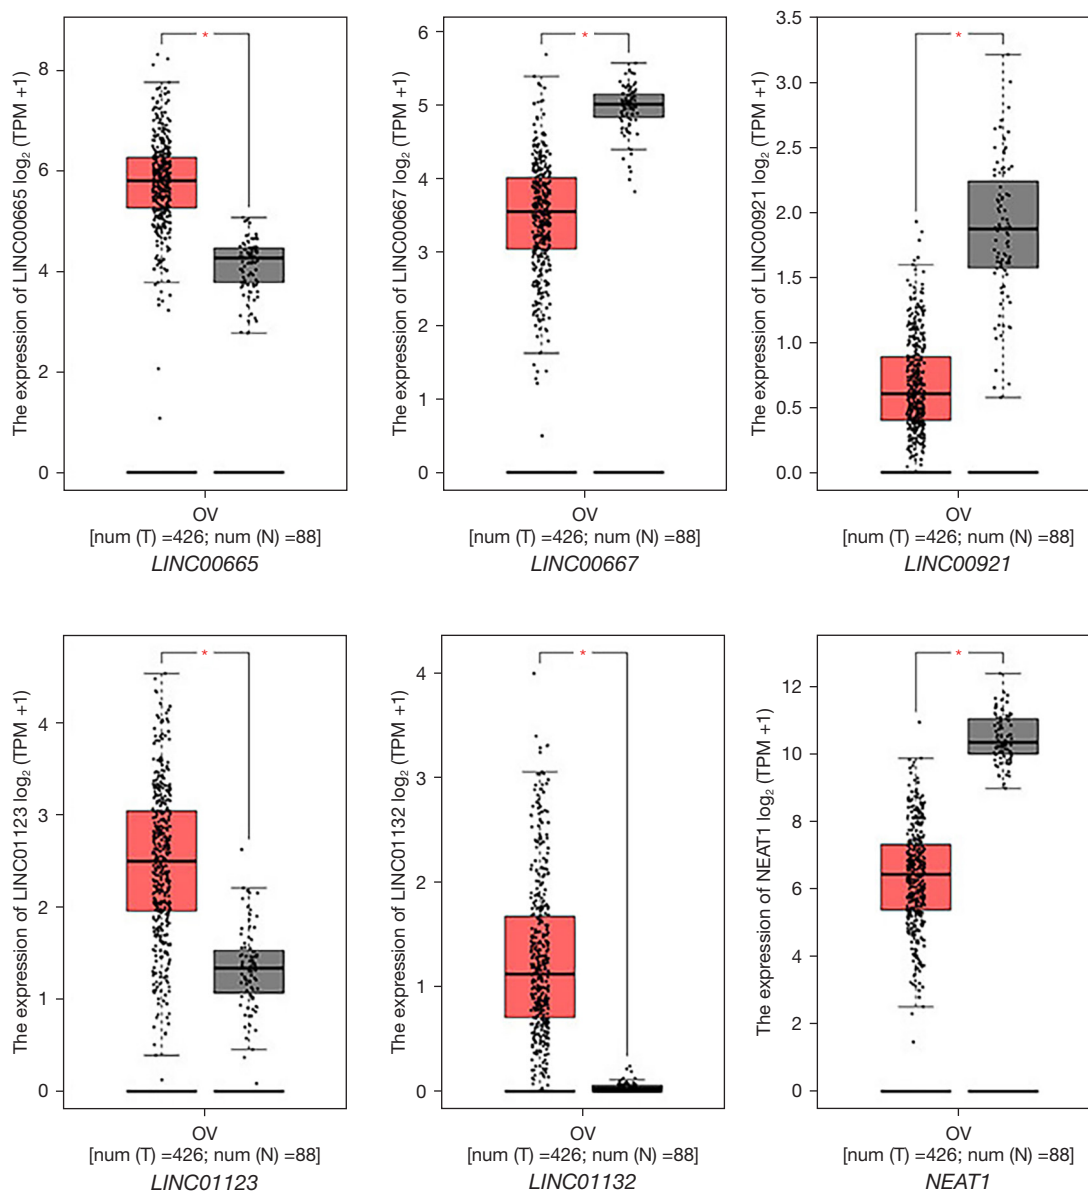 The expression of LINC00665 log₂ (TPM +1)
8
6
4
2
0
*
OV
[num (T) =426; num (N) =88]
LINC00665
The expression of LINC00667 log₂ (TPM +1)
6
5
4
3
2
1
0
*
OV
[num (T) =426; num (N) =88]
LINC00667
The expression of LINC00921 log₂ (TPM +1)
3.5
3.0
2.5
2.0
1.5
1.0
0.5
0.0
*
OV
[num (T) =426; num (N) =88]
LINC00921
The expression of LINC01123 log₂ (TPM +1)
4
3
2
1
0
*
OV
[num (T) =426; num (N) =88]
LINC01123
The expression of LINC01132 log₂ (TPM +1)
4
3
2
1
0
*
OV
[num (T) =426; num (N) =88]
LINC01132
The expression of NEAT1 log₂ (TPM +1)
12
10
8
6
4
2
0
*
OV
[num (T) =426; num (N) =88]
NEAT1